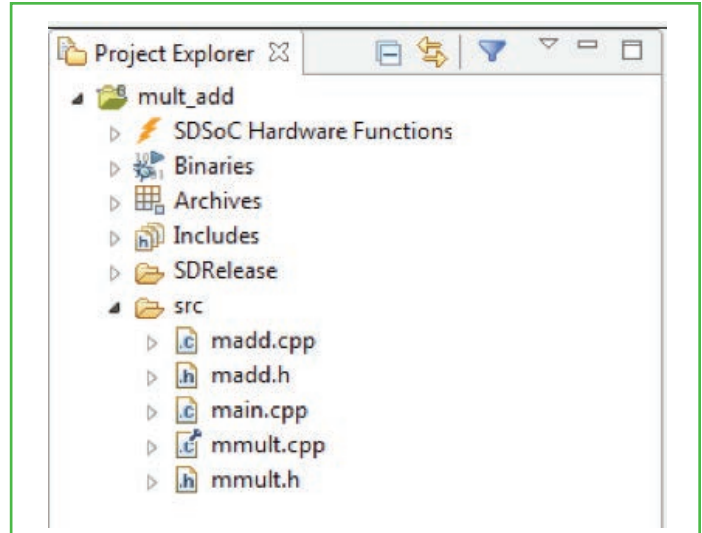 Project Explorer
mult_add
SDSoC Hardware Functions
Binaries
Archives
Includes
SDRelease
src
madd.cpp
madd.h
main.cpp
mmult.cpp
mmult.h